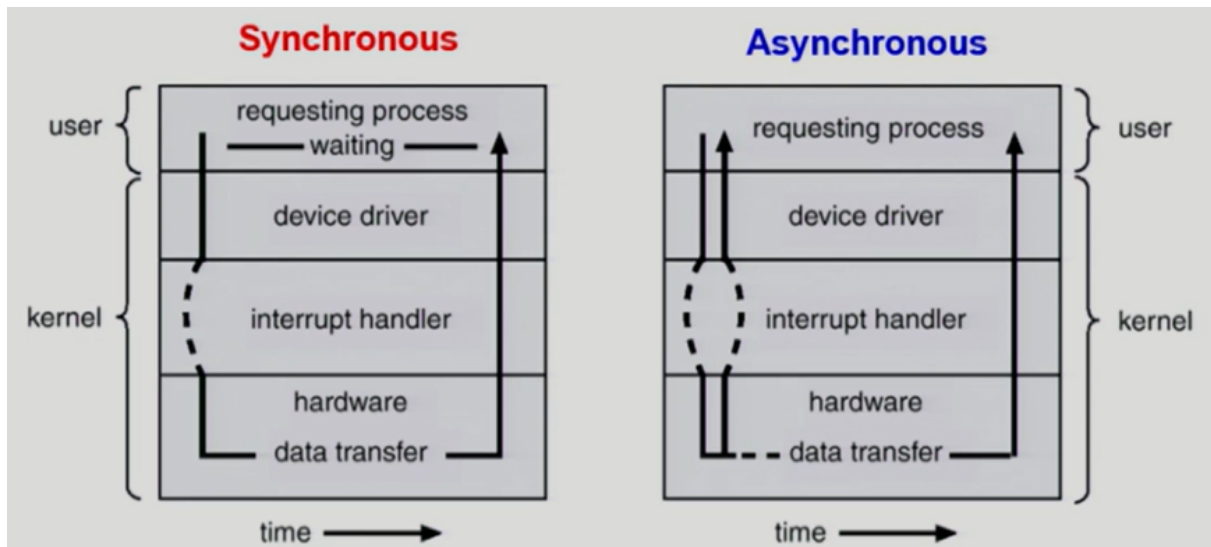 Synchronous
user
requesting process
waiting
device driver
kernel
interrupt handler
hardware
data transfer
time
Asynchronous
requesting process
user
device driver
interrupt handler
kernel
hardware
data transfer
time